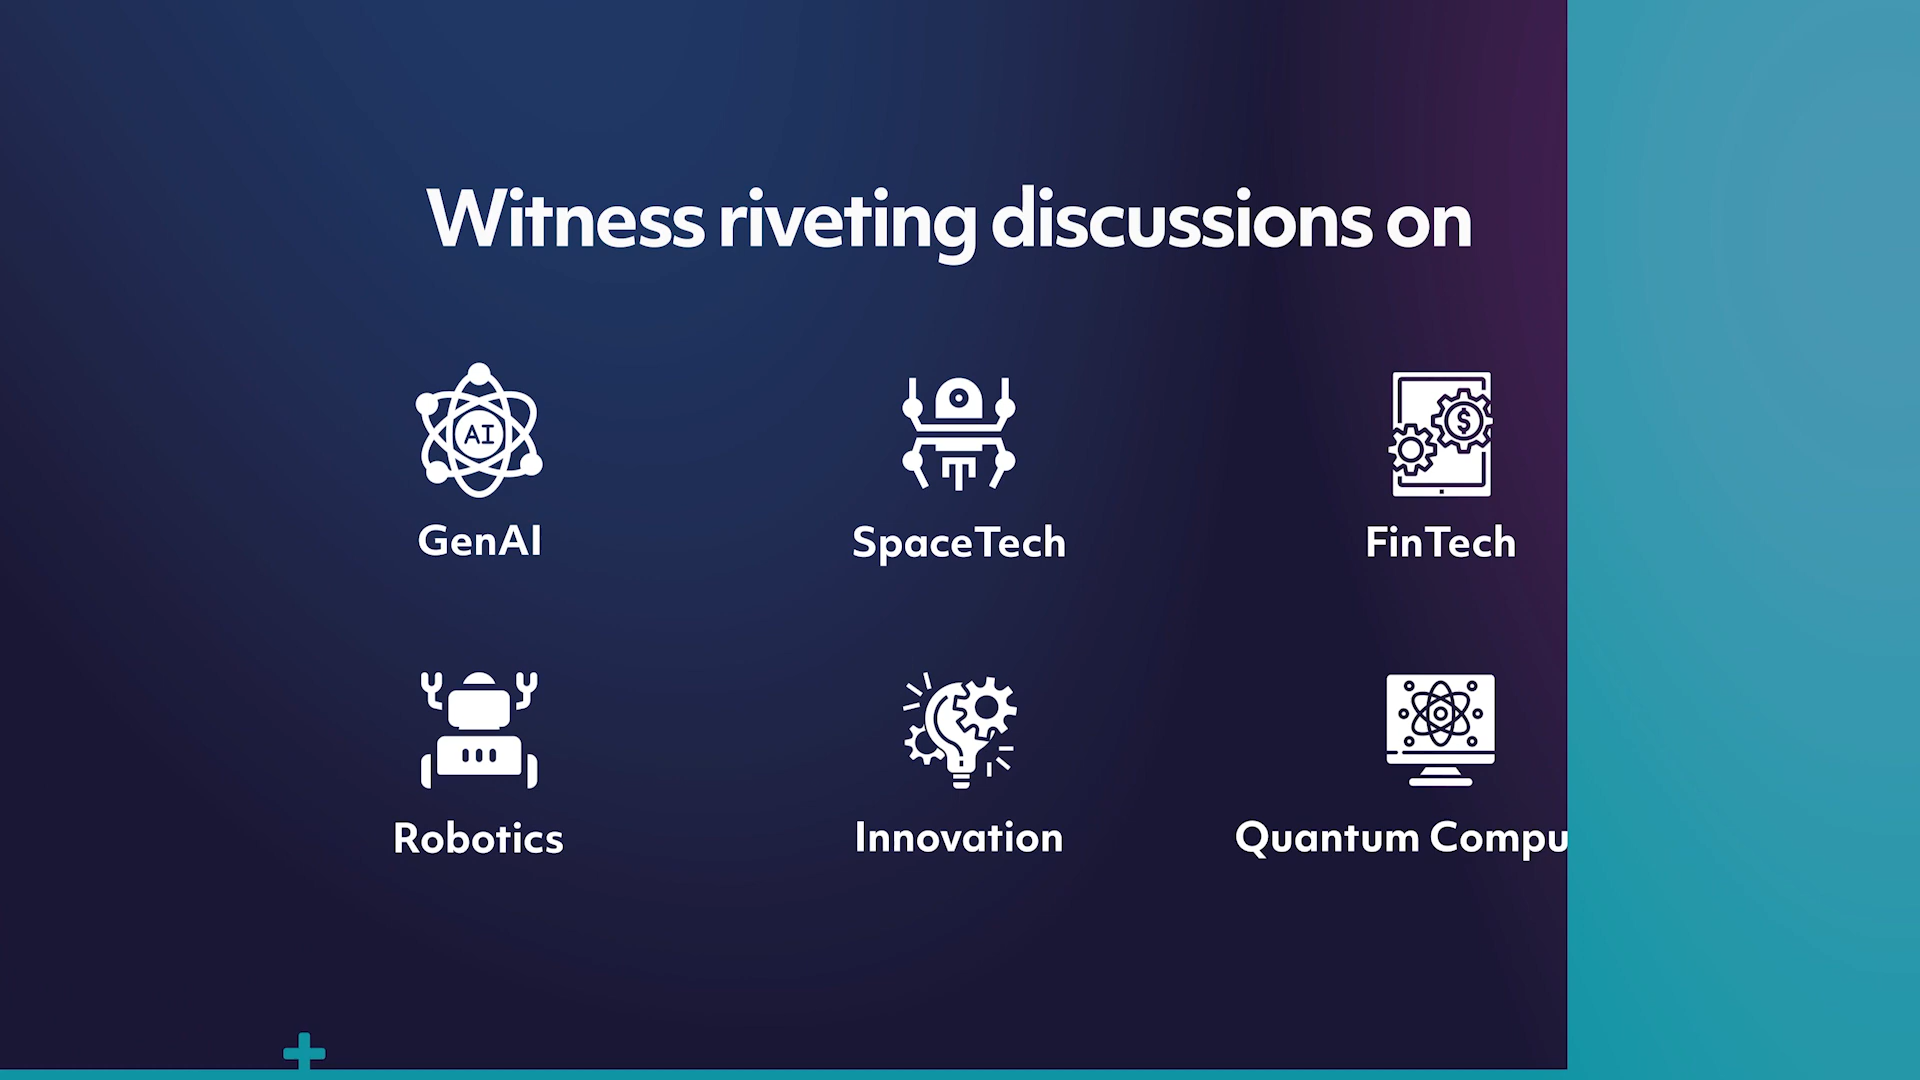 Witness riveting discussions on
AI
$
GenAI
SpaceTech
FinTech
Robotics
Innovation
Quantum Compu